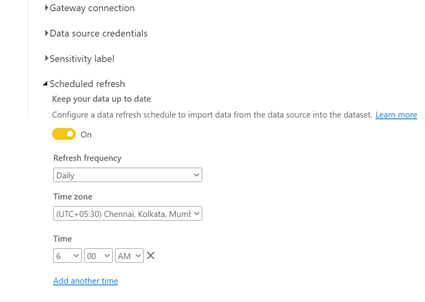 Gateway connection
Data source credentials
Sensitivity label
Scheduled refresh
Keep your data up to date
Configure a data refresh schedule to import data from the data source into the dataset. Learn more
On
Refresh frequency
Daily
Time zone
(UTC+05:30) Chennai, Kolkata, Mumb
Time
6 00 AM
Add another time